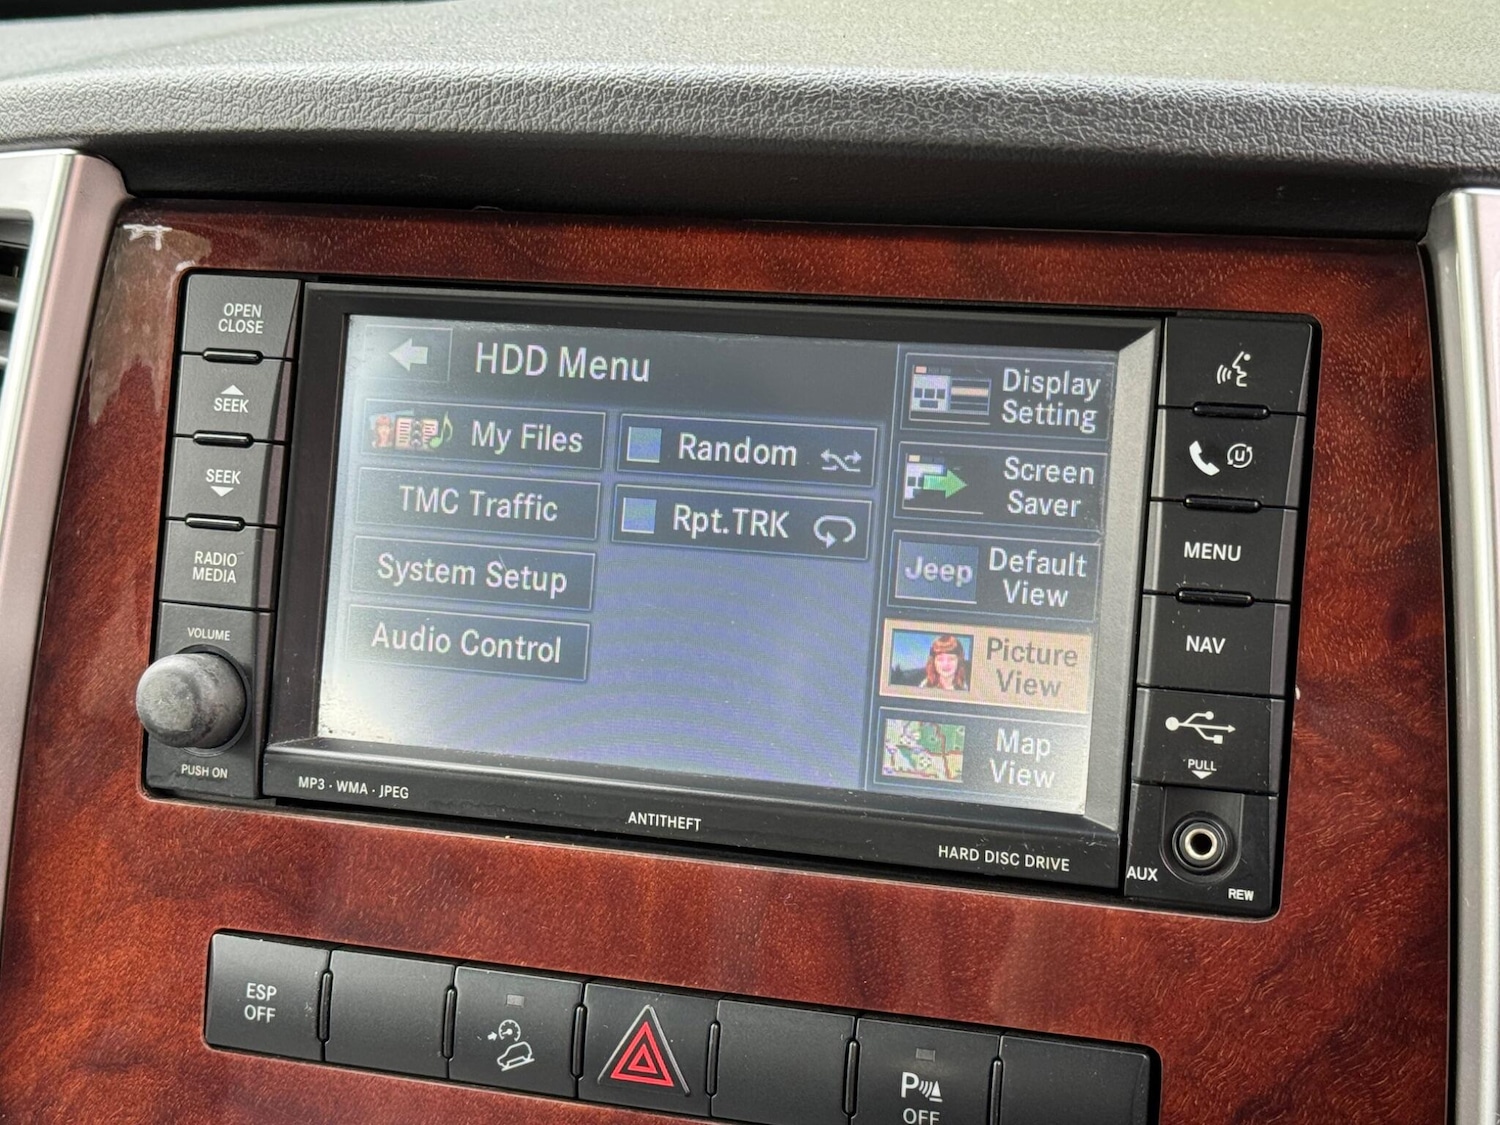 OPEN
CLOSE
SEEK
SEEK
RADIO
MEDIA
VOLUME
PUSH ON
HDD Menu
My Files
TMC Traffic
System Setup
Audio Control
Random
Rpt.TRK
Display
Setting
Screen
Saver
Jeep
Default
View
Picture
View
Map
View
MP3 · WMA · JPEG
ANTITHEFT
HARD DISC DRIVE
U
MENU
NAV
PULL
AUX
REW
ESP
OFF
P
OFF